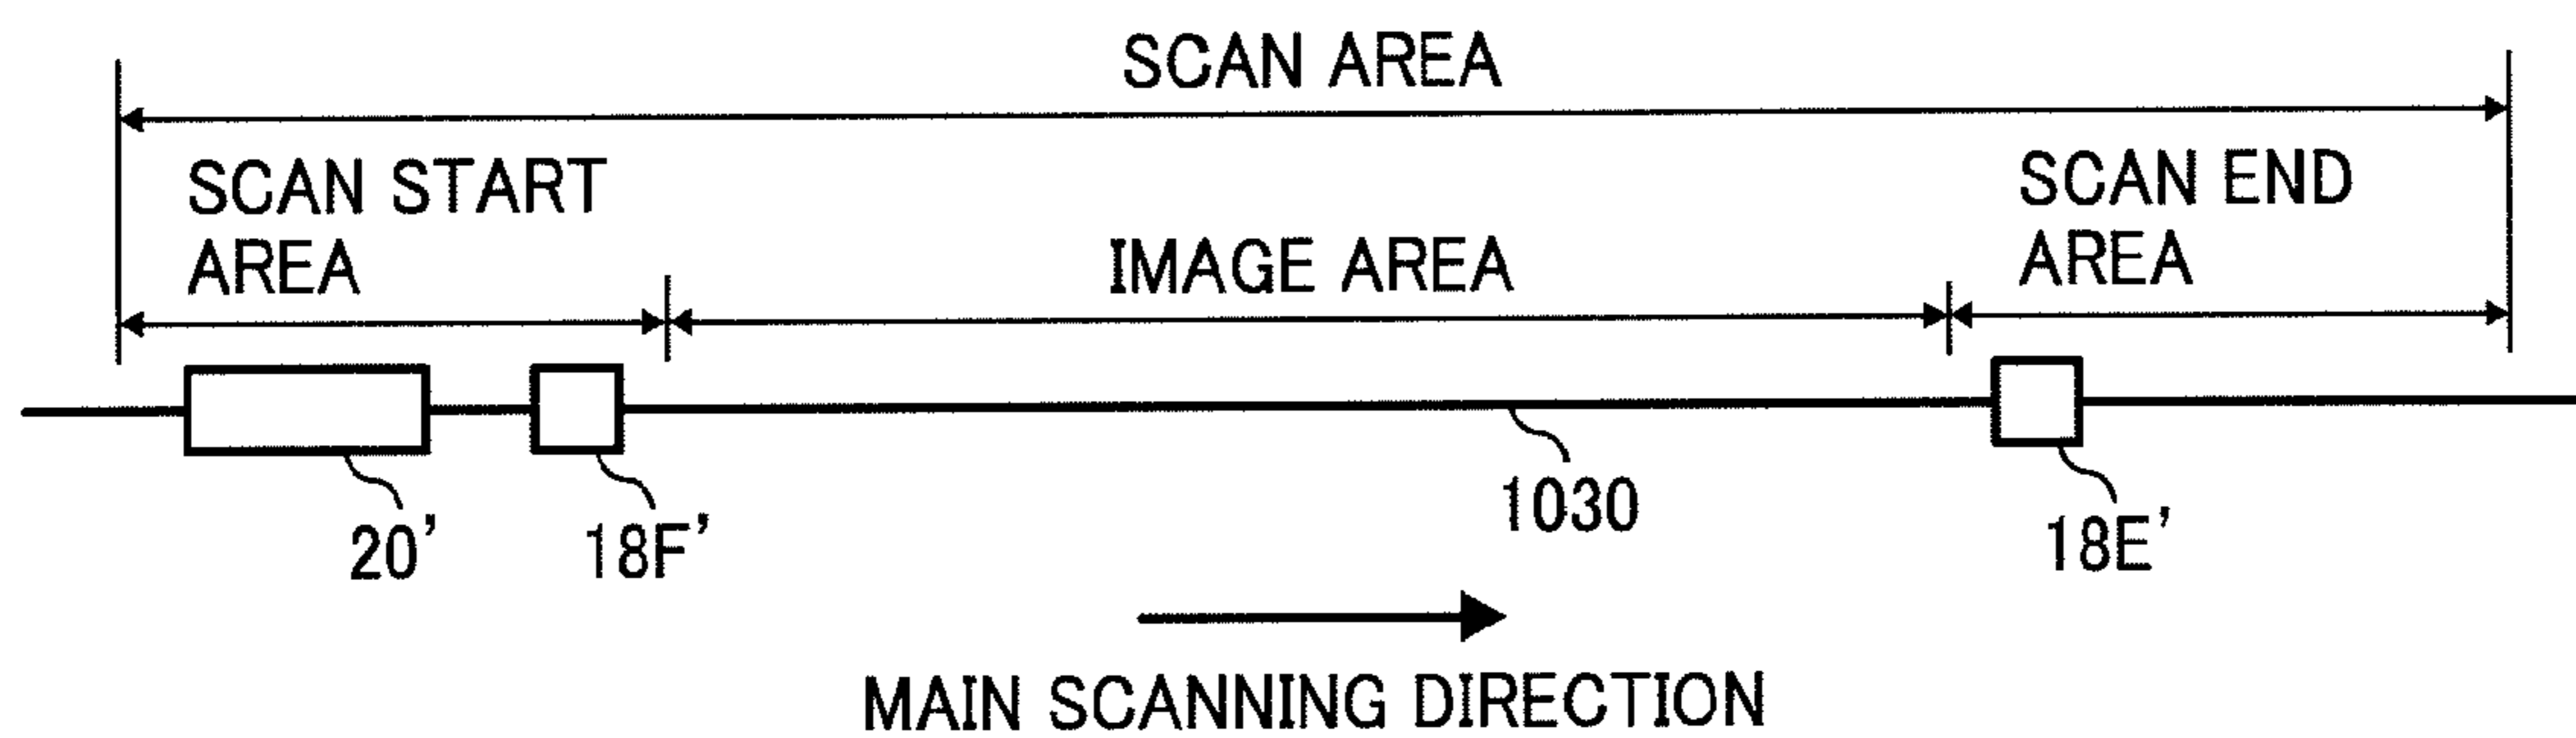 SCAN AREA
SCAN START
AREA
IMAGE AREA
SCAN END
AREA
20'
18F'
1030
18E'
MAIN SCANNING DIRECTION